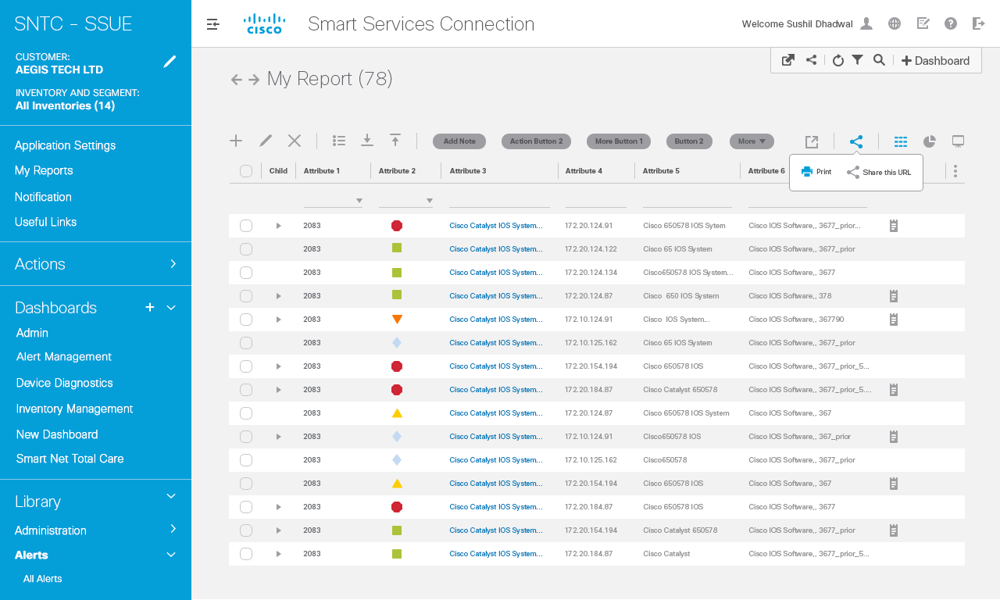 SNTC – SSUE
CUSTOMER:
AEGIS TECH LTD
INVENTORY AND SEGMENT:
All Inventories (14)
Application Settings
My Reports
Notification
Useful Links
Actions
Dashboards
Admin
Alert Management
Device Diagnostics
Inventory Management
New Dashboard
Smart Net Total Care
Library
Administration
Alerts
All Alerts
CISCO
Smart Services Connection
Welcome Sushil Dhadwal
Dashboard
My Report (78)
Add Note Action Button 2 More Button 1 Button 2 More
Print Share this URL
Child Attribute 1 Attribute 2 Attribute 3 Attribute 4 Attribute 5 Attribute 6
2083 Cisco Catalyst IOS System... 172.20.124.91 Cisco 650578 IOS Sytem Cisco IOS Software,, 3677_prior...
2083 Cisco Catalyst IOS System... 172.20.124.122 Cisco 65 IOS System Cisco IOS Software,, 3677_prior
2083 Cisco Catalyst IOS System... 172.20.124.134 Cisco650578 IOS System... Cisco IOS Software,, 3677
2083 Cisco Catalyst IOS System... 172.20.124.87 Cisco 650 IOS System Cisco IOS Software,, 378
2083 Cisco Catalyst IOS System... 172.10.124.91 Cisco IOS System... Cisco IOS Software,, 367790
2083 Cisco Catalyst IOS System... 172.10.125.162 Cisco 65 IOS System Cisco IOS Software,, 3677_prior
2083 Cisco Catalyst IOS System... 172.20.154.194 Cisco 650578 IOS Cisco IOS Software,, 3677_prior_5...
2083 Cisco Catalyst IOS System... 172.20.184.87 Cisco Catalyst 650578 Cisco IOS Software,, 3677_prior_5....
2083 Cisco Catalyst IOS System... 172.20.124.87 Cisco 650578 IOS System Cisco IOS Software,, 367
2083 Cisco Catalyst IOS System... 172.10.124.91 Cisco650578 IOS Cisco IOS Software,, 367_prior
2083 Cisco Catalyst IOS System... 172.10.125.162 Cisco650578 Cisco IOS Software,, 3677_prior
2083 Cisco Catalyst IOS System... 172.20.154.194 Cisco 650578 IOS Cisco IOS Software,, 367
2083 Cisco Catalyst IOS System... 172.20.184.87 Cisco 650578 IOS Cisco IOS Software,, 3677
2083 Cisco Catalyst IOS System... 172.20.154.194 Cisco Catalyst 650578 Cisco IOS Software,, 3677_prior
2083 Cisco Catalyst IOS System... 172.20.184.87 Cisco Catalyst Cisco IOS Software,, 3677_prior_5...